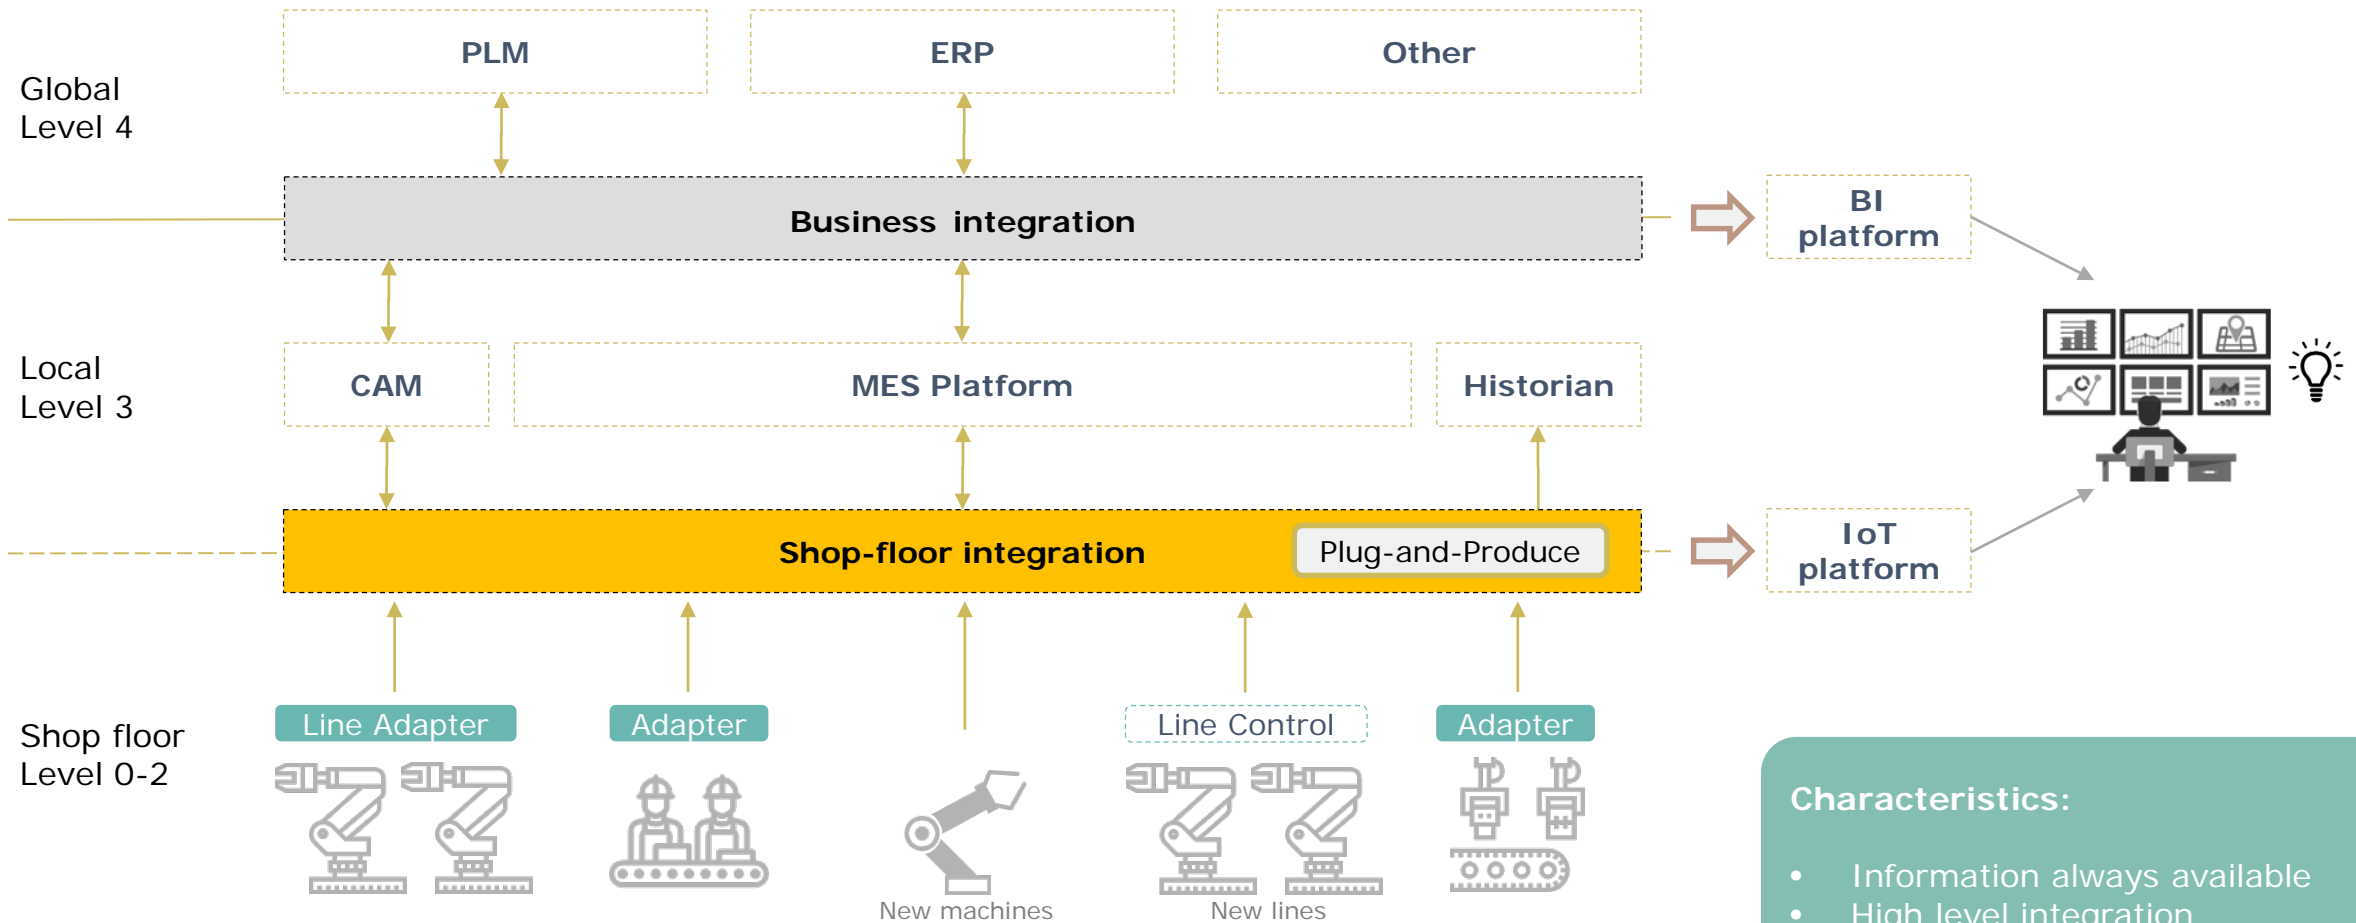 PLM
ERP
Other
Global
Level 4
Business integration
BI
platform
Local
Level 3
CAM
MES Platform
Historian
Shop-floor integration
Plug-and-Produce
IoT
platform
Shop floor
Level 0-2
Line Adapter
Adapter
Line Control
Adapter
New machines
New lines
Characteristics:
• Information always available
• High level integration